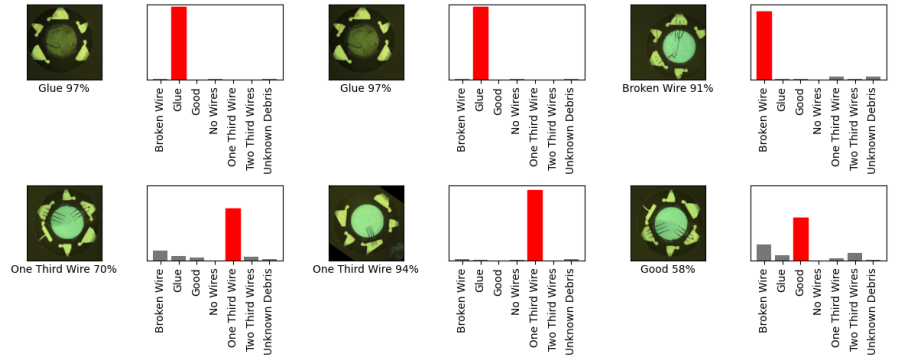 Glue 97%
Broken Wire
Glue
Good
No Wires
One Third Wire
Two Third Wires
Unknown Debris
Glue 97%
Broken Wire
Glue
Good
No Wires
One Third Wire
Two Third Wires
Unknown Debris
Broken Wire 91%
Broken Wire
Glue
Good
No Wires
One Third Wire
Two Third Wires
Unknown Debris
One Third Wire 70%
Broken Wire
Glue
Good
No Wires
One Third Wire
Two Third Wires
Unknown Debris
One Third Wire 94%
Broken Wire
Glue
Good
No Wires
One Third Wire
Two Third Wires
Unknown Debris
Good 58%
Broken Wire
Glue
Good
No Wires
One Third Wire
Two Third Wires
Unknown Debris